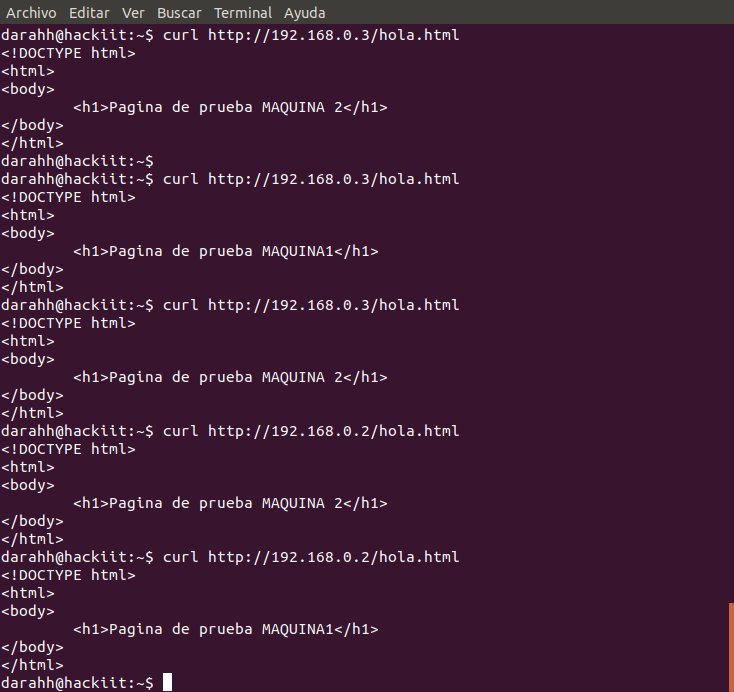 Archivo Editar Ver Buscar Terminal Ayuda
darahh@hackiit:~$ curl http://192.168.0.3/hola.html
<!DOCTYPE html>
<html>
<body>
        <h1>Pagina de prueba MAQUINA 2</h1>
</body>
</html>
darahh@hackiit:~$
darahh@hackiit:~$ curl http://192.168.0.3/hola.html
<!DOCTYPE html>
<html>
<body>
        <h1>Pagina de prueba MAQUINA1</h1>
</body>
</html>
darahh@hackiit:~$ curl http://192.168.0.3/hola.html
<!DOCTYPE html>
<html>
<body>
        <h1>Pagina de prueba MAQUINA 2</h1>
</body>
</html>
darahh@hackiit:~$ curl http://192.168.0.2/hola.html
<!DOCTYPE html>
<html>
<body>
        <h1>Pagina de prueba MAQUINA 2</h1>
</body>
</html>
darahh@hackiit:~$ curl http://192.168.0.2/hola.html
<!DOCTYPE html>
<html>
<body>
        <h1>Pagina de prueba MAQUINA1</h1>
</body>
</html>
darahh@hackiit:~$